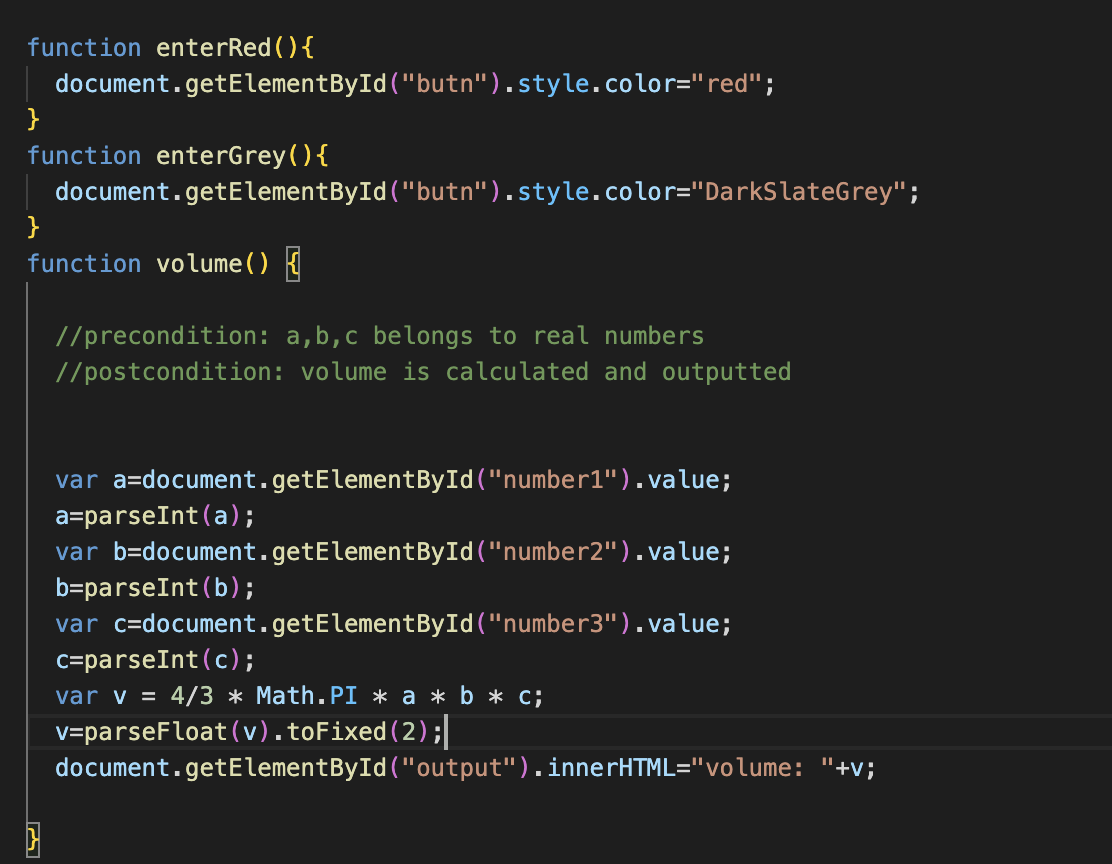 function enterRed(){
  document.getElementById("butn").style.color="red";
}
function enterGrey(){
  document.getElementById("butn").style.color="DarkSlateGrey";
}
function volume() {
  //precondition: a,b,c belongs to real numbers
  //postcondition: volume is calculated and outputted
  var a=document.getElementById("number1").value;
  a=parseInt(a);
  var b=document.getElementById("number2").value;
  b=parseInt(b);
  var c=document.getElementById("number3").value;
  c=parseInt(c);
  var v = 4/3 * Math.PI * a * b * c;
  v=parseFloat(v).toFixed(2);
  document.getElementById("output").innerHTML="volume: "+v;
}